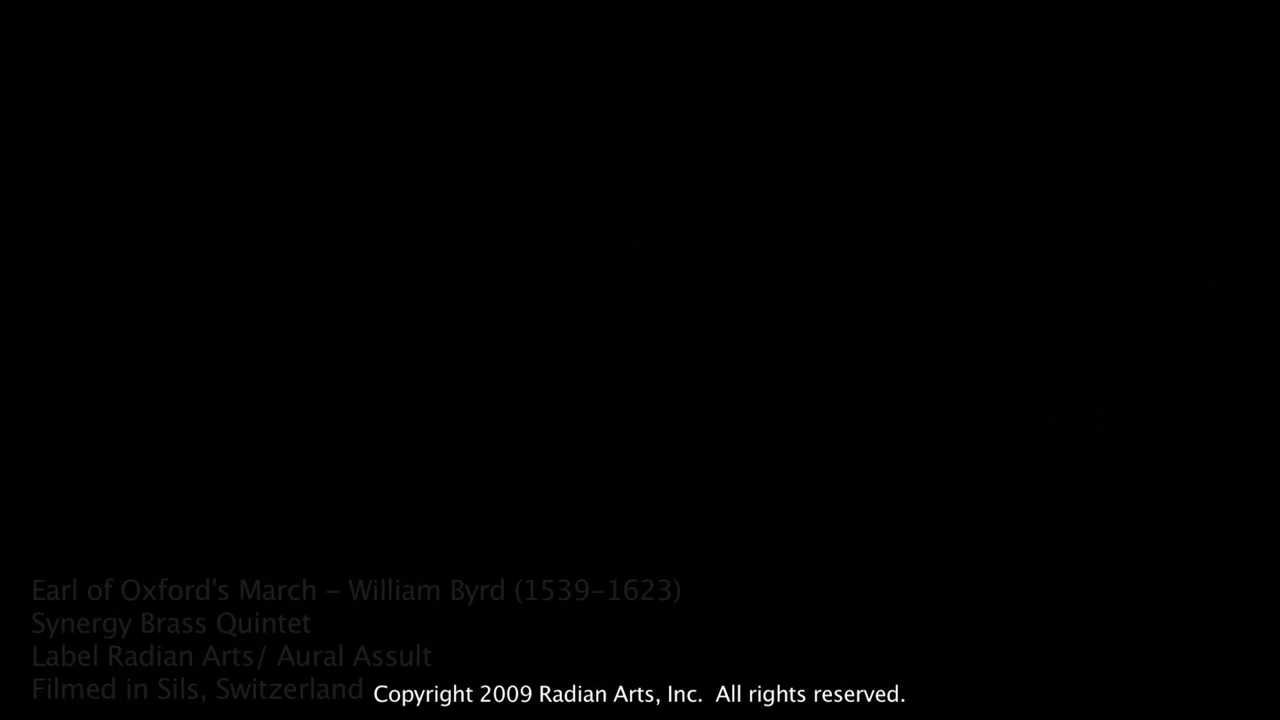 Earl of Oxford's March - William Byrd (1539-1623)
Synergy Brass Quintet
Label Radian Arts/ Aural Assult
Filmed in Sils, Switzerland
Copyright 2009 Radian Arts, Inc.  All rights reserved.